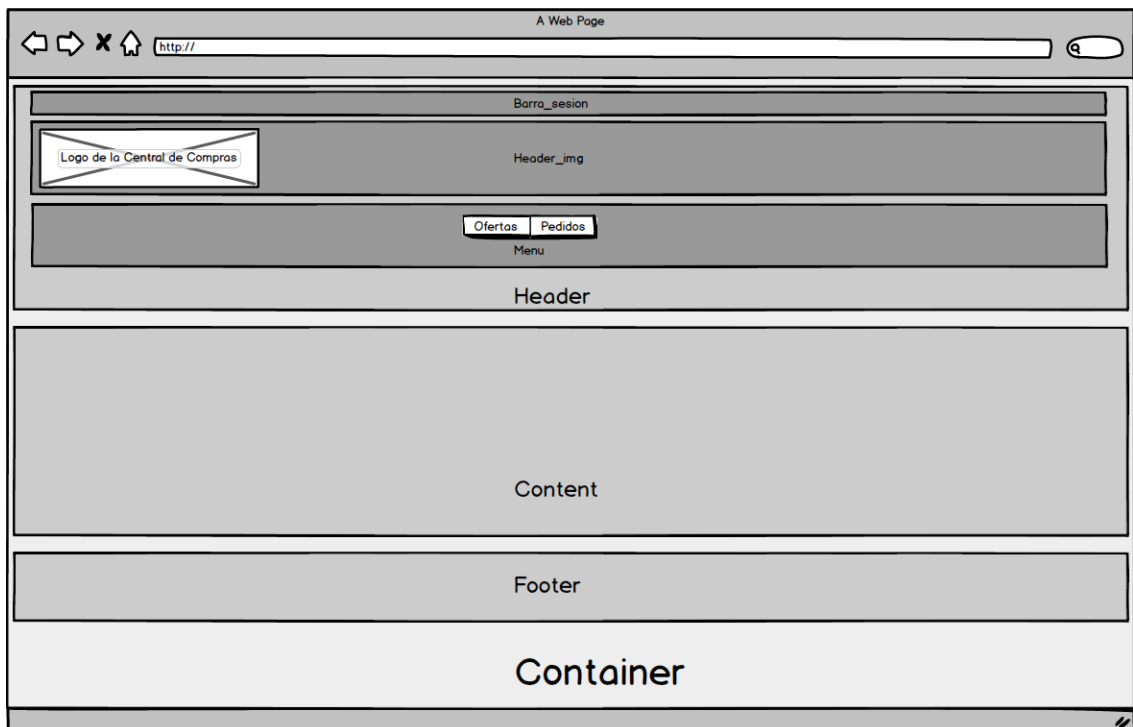 A Web Page
http://
Barra_sesion
Logo de la Central de Compras
Header_img
Ofertas Pedidos
Menu
Header
Content
Footer
Container